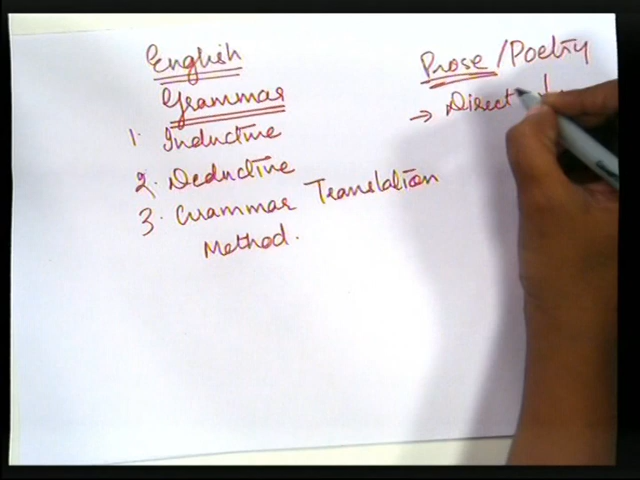 English
Grammar
1. Inductive
2. Deductive
3. Grammar Translation
Method.
Prose / Poetry
→ Direct